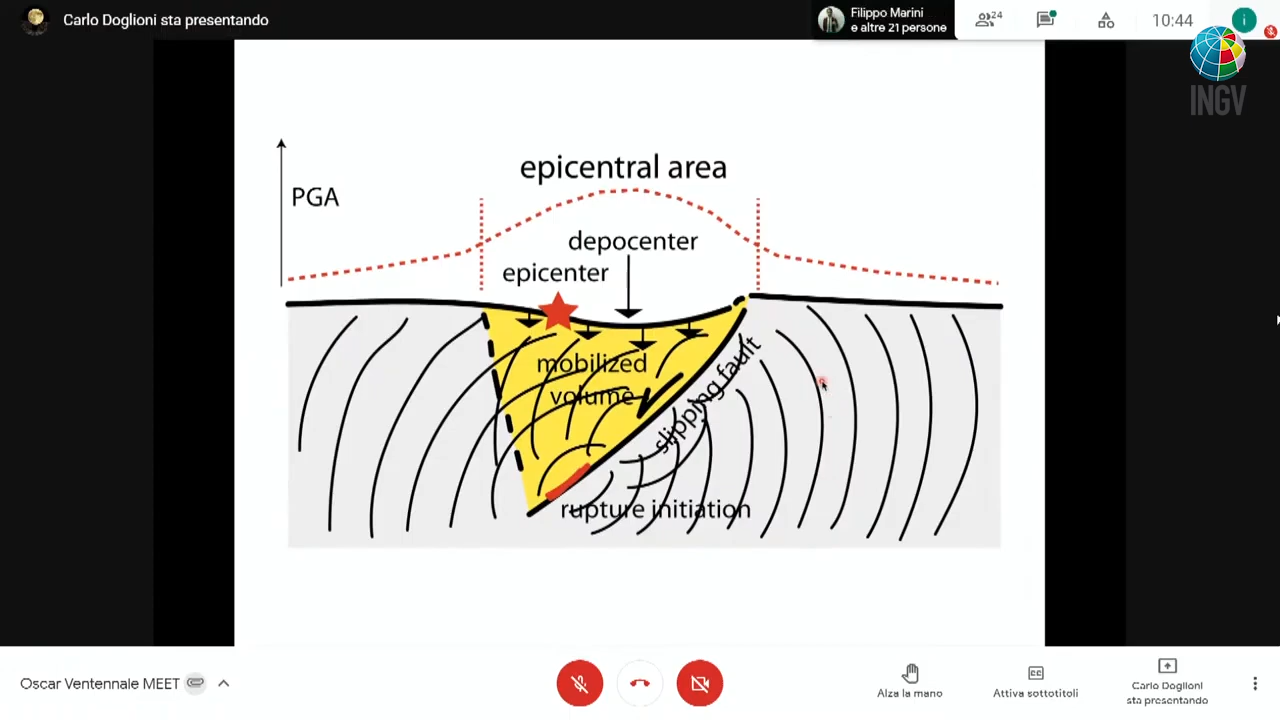 Carlo Doglioni sta presentando
Filippo Marini
e altre 21 persone
24
10:44
i
INGV
epicentral area
PGA
depocenter
epicenter
mobilized
volume
slipping fault
rupture initiation
Oscar Ventennale MEET
Alza la mano
Attiva sottotitoli
Carlo Doglioni
sta presentando